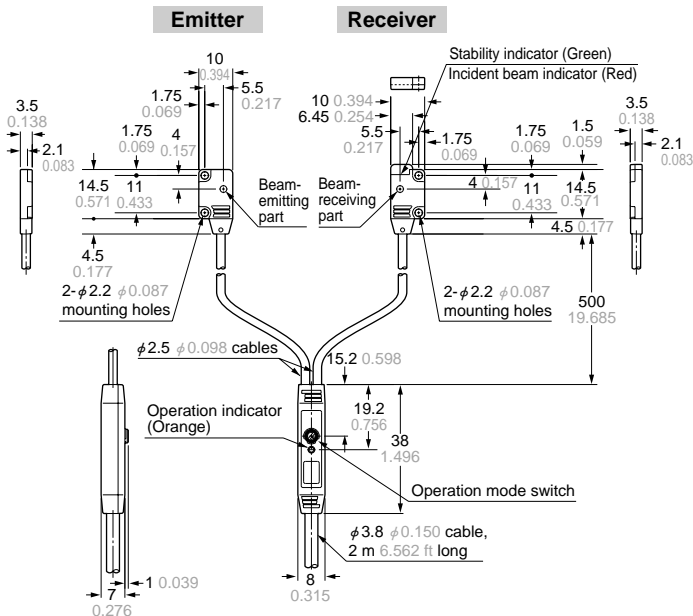 Emitter
Receiver
Stability indicator (Green)
Incident beam indicator (Red)
10
0.394
5.5
0.217
1.75
0.069
4
0.157
1.75
0.069
3.5
0.138
2.1
0.083
14.5
0.571
11
0.433
4.5
0.177
Beam-
emitting
part
2-φ2.2 φ0.087
mounting holes
10 0.394
6.45 0.254
5.5
0.217
1.75
0.069
1.75
0.069
1.5
0.059
3.5
0.138
2.1
0.083
Beam-
receiving
part
4 0.157
11
0.433
14.5
0.571
4.5 0.177
2-φ2.2 φ0.087
mounting holes
500
19.685
φ2.5 φ0.098 cables
15.2 0.598
Operation indicator
(Orange)
19.2
0.756
38
1.496
Operation mode switch
φ3.8 φ0.150 cable,
2 m 6.562 ft long
1 0.039
7
0.276
8
0.315